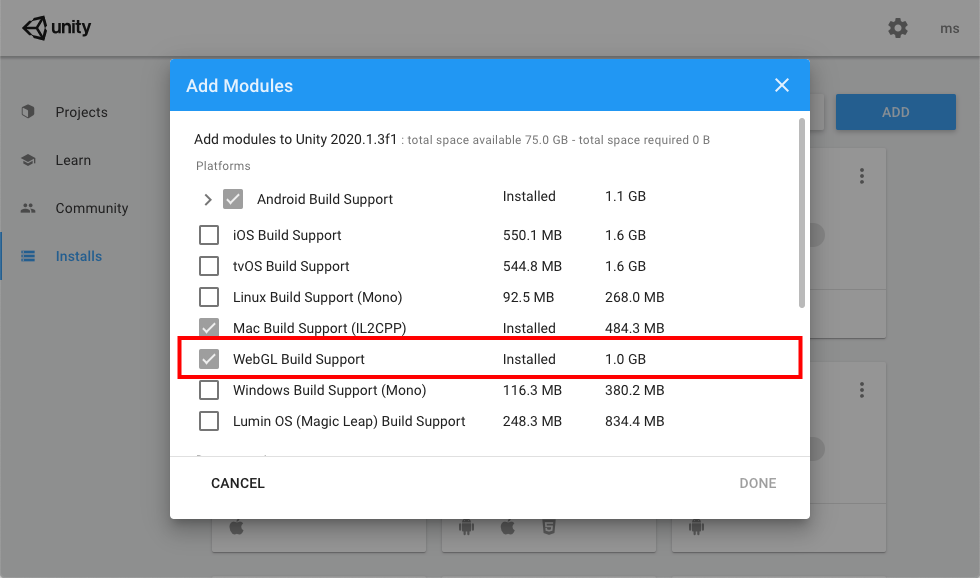 unity
ms
Add Modules
Projects
ADD
Add modules to Unity 2020.1.3f1 : total space available 75.0 GB - total space required 0 B
Learn
Platforms
Android Build Support Installed 1.1 GB
Community
iOS Build Support 550.1 MB 1.6 GB
Installs
tvOS Build Support 544.8 MB 1.6 GB
Linux Build Support (Mono) 92.5 MB 268.0 MB
Mac Build Support (IL2CPP) Installed 484.3 MB
WebGL Build Support Installed 1.0 GB
Windows Build Support (Mono) 116.3 MB 380.2 MB
Lumin OS (Magic Leap) Build Support 248.3 MB 834.4 MB
CANCEL
DONE